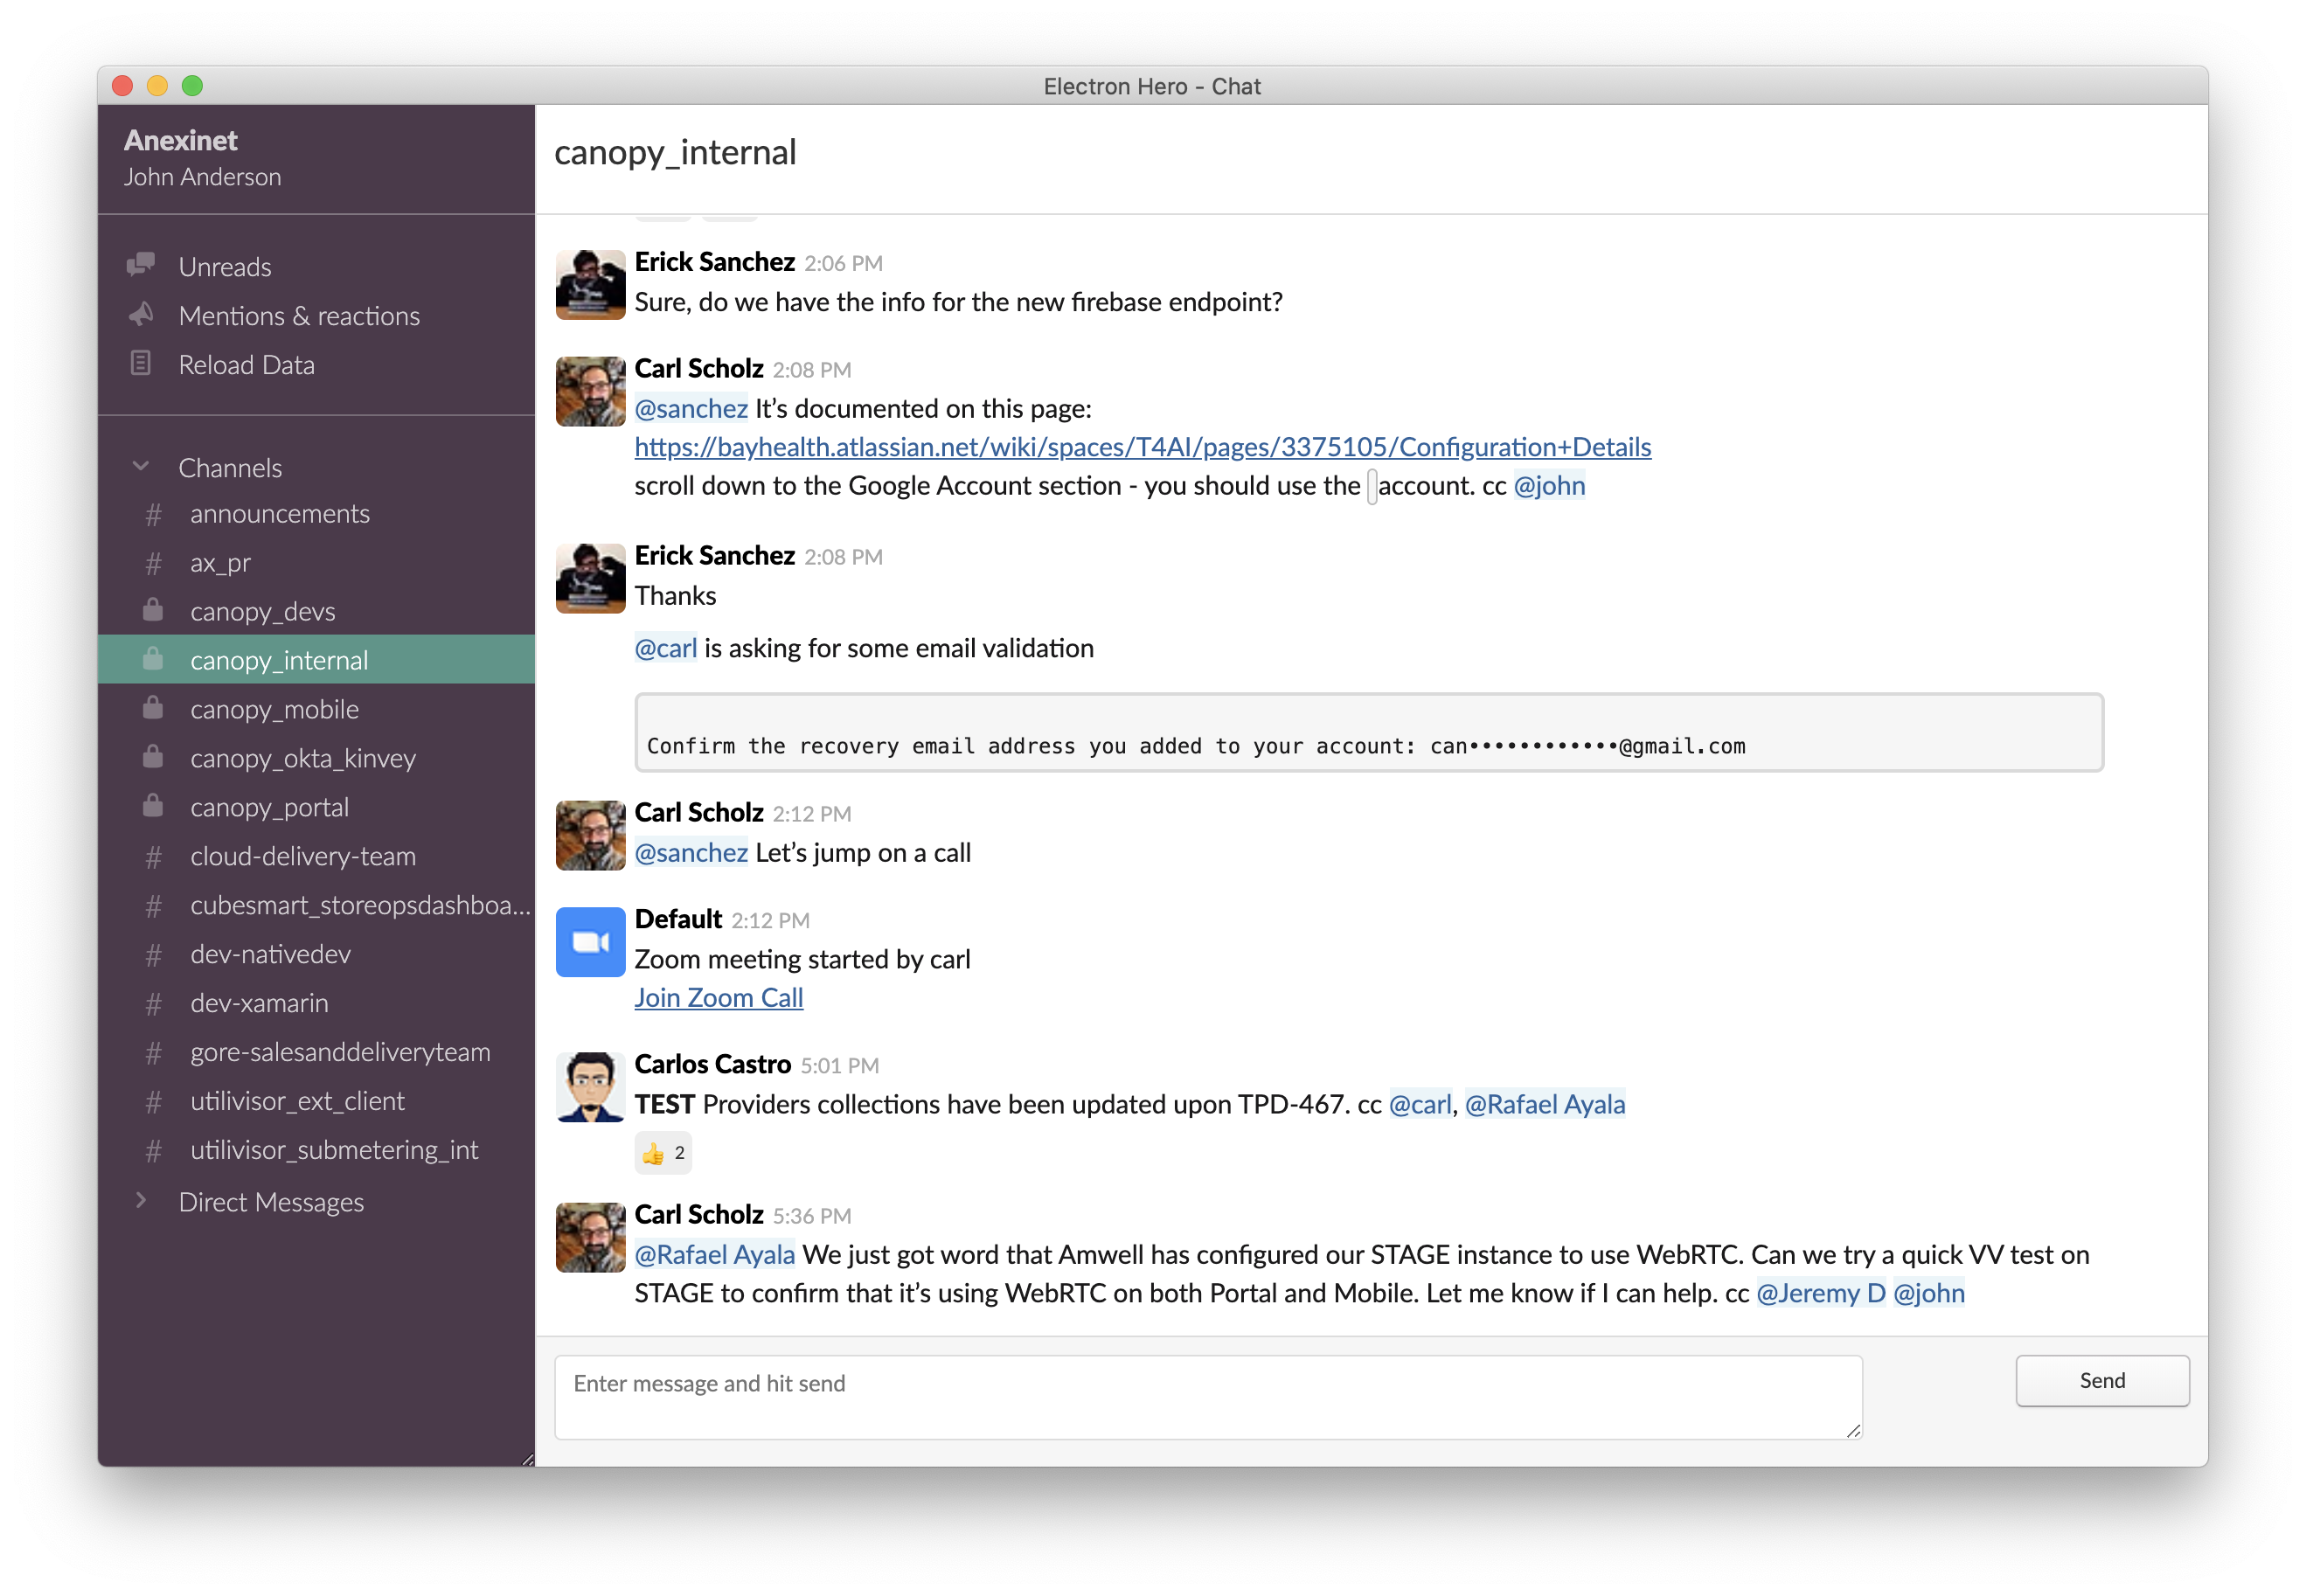 Electron Hero - Chat
Anexinet
John Anderson
Unreads
Mentions & reactions
Reload Data
Channels
# announcements
# ax_pr
canopy_devs
canopy_internal
canopy_mobile
canopy_okta_kinvey
canopy_portal
# cloud-delivery-team
# cubesmart_storeopsdashboa...
# dev-nativedev
# dev-xamarin
# gore-salesanddeliveryteam
# utilivisor_ext_client
# utilivisor_submetering_int
Direct Messages
canopy_internal
Erick Sanchez 2:06 PM
Sure, do we have the info for the new firebase endpoint?
Carl Scholz 2:08 PM
@sanchez It's documented on this page:
https://bayhealth.atlassian.net/wiki/spaces/T4AI/pages/3375105/Configuration+Details
scroll down to the Google Account section - you should use the account. cc @john
Erick Sanchez 2:08 PM
Thanks
@carl is asking for some email validation
Confirm the recovery email address you added to your account: can••••••••••••@gmail.com
Carl Scholz 2:12 PM
@sanchez Let's jump on a call
Default 2:12 PM
Zoom meeting started by carl
Join Zoom Call
Carlos Castro 5:01 PM
TEST Providers collections have been updated upon TPD-467. cc @carl, @Rafael Ayala
👍 2
Carl Scholz 5:36 PM
@Rafael Ayala We just got word that Amwell has configured our STAGE instance to use WebRTC. Can we try a quick VV test on
STAGE to confirm that it's using WebRTC on both Portal and Mobile. Let me know if I can help. cc @Jeremy D @john
Enter message and hit send
Send